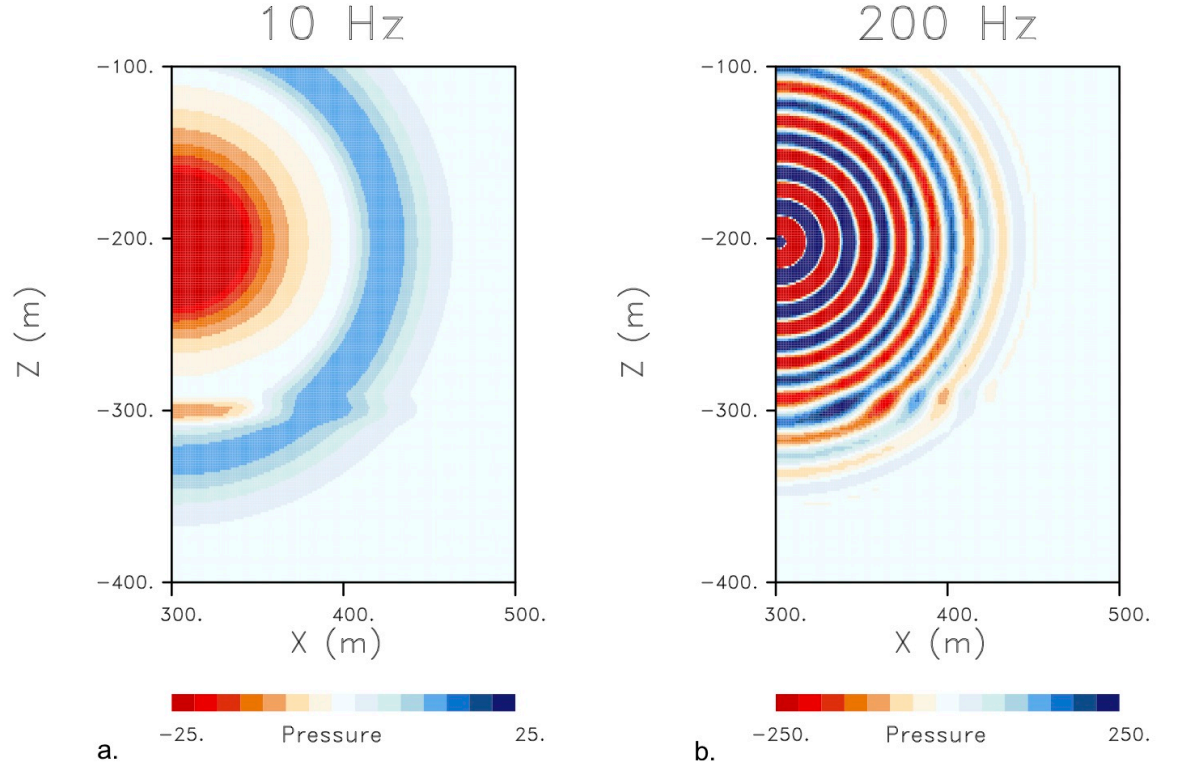 10 Hz
200 Hz
-100.
-200.
-300.
-400.
Z (m)
300.
400.
500.
X (m)
-25.
Pressure
25.
a.
-100.
-200.
-300.
-400.
Z (m)
300.
400.
500.
X (m)
-250.
Pressure
250.
b.